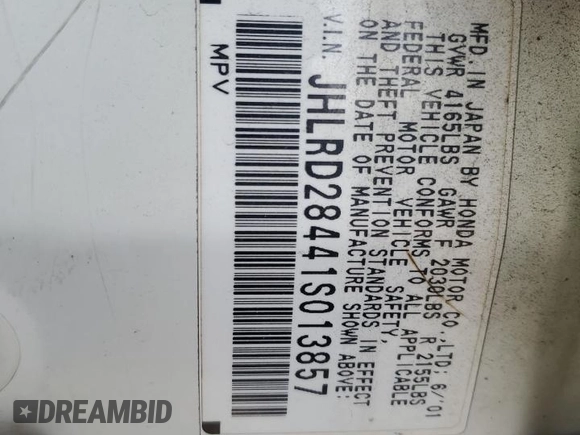 MFD. IN JAPAN BY HONDA MOTOR CO., LTD: 6/01
GVWR 4165LBS GAWR F 2030LBS R 2155LBS
THIS VEHICLE CONFORMS TO ALL APPLICABLE
FEDERAL MOTOR VEHICLE SAFETY,
AND THEFT PREVENTION STANDARDS IN EFFECT
ON THE DATE OF MANUFACTURE SHOWN ABOVE:
V.I.N. JHLRD28441S013857
MPV
DREAMBID